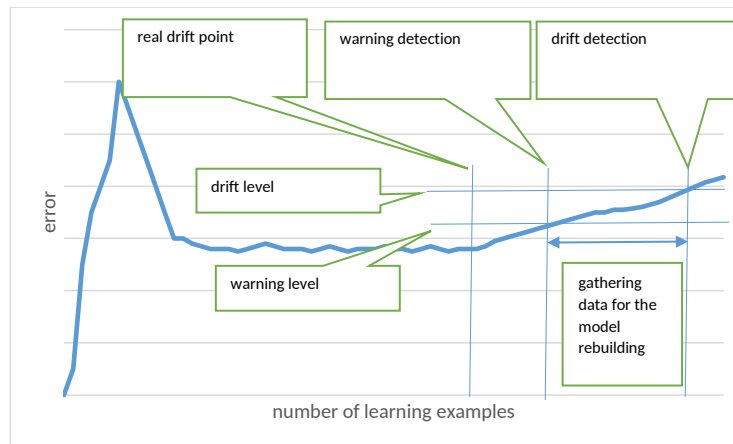 real drift point
warning detection
drift detection
drift level
error
warning level
gathering
data for the
model
rebuilding
number of learning examples